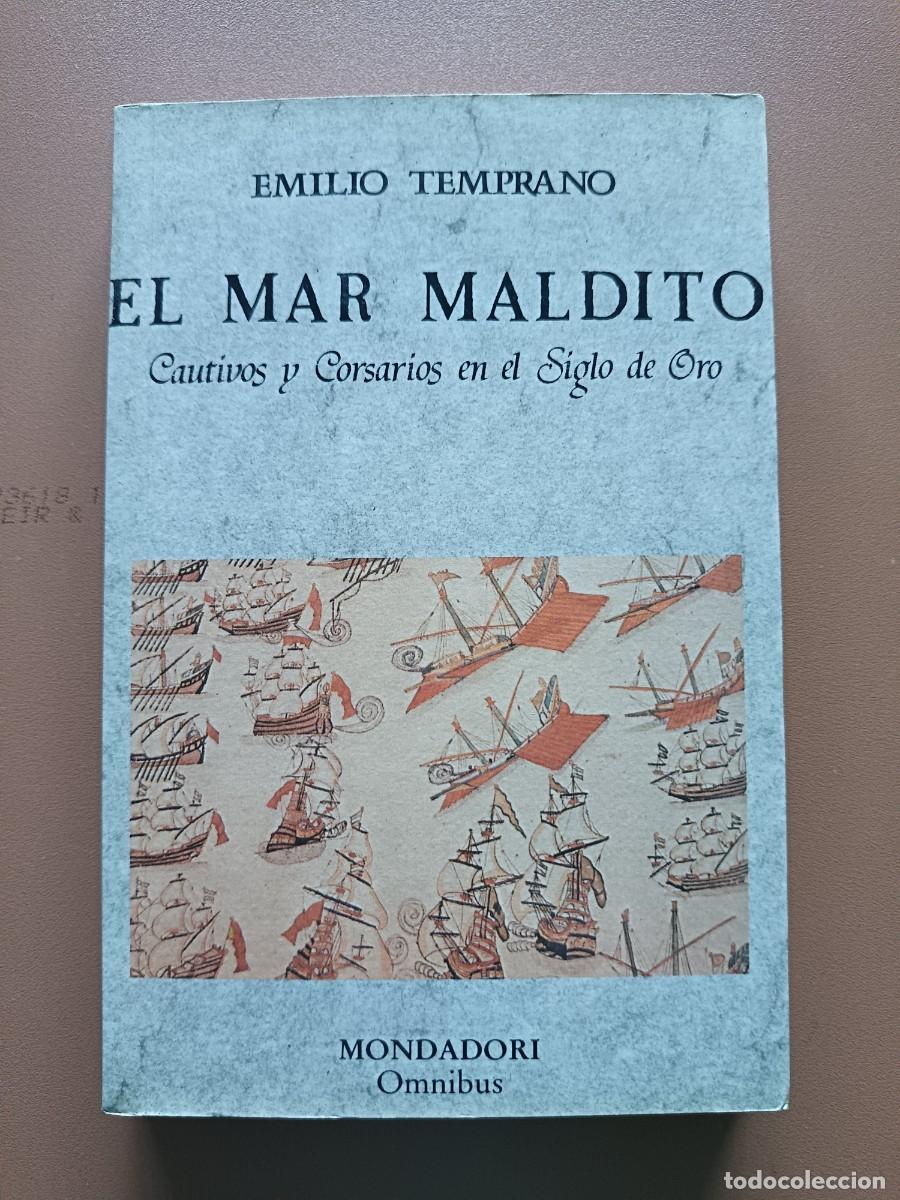 EMILIO TEMPRANO
EL MAR MALDITO
Cautivos y Corsarios en el Siglo de Oro
MONDADORI
Omnibus
todocoleccion